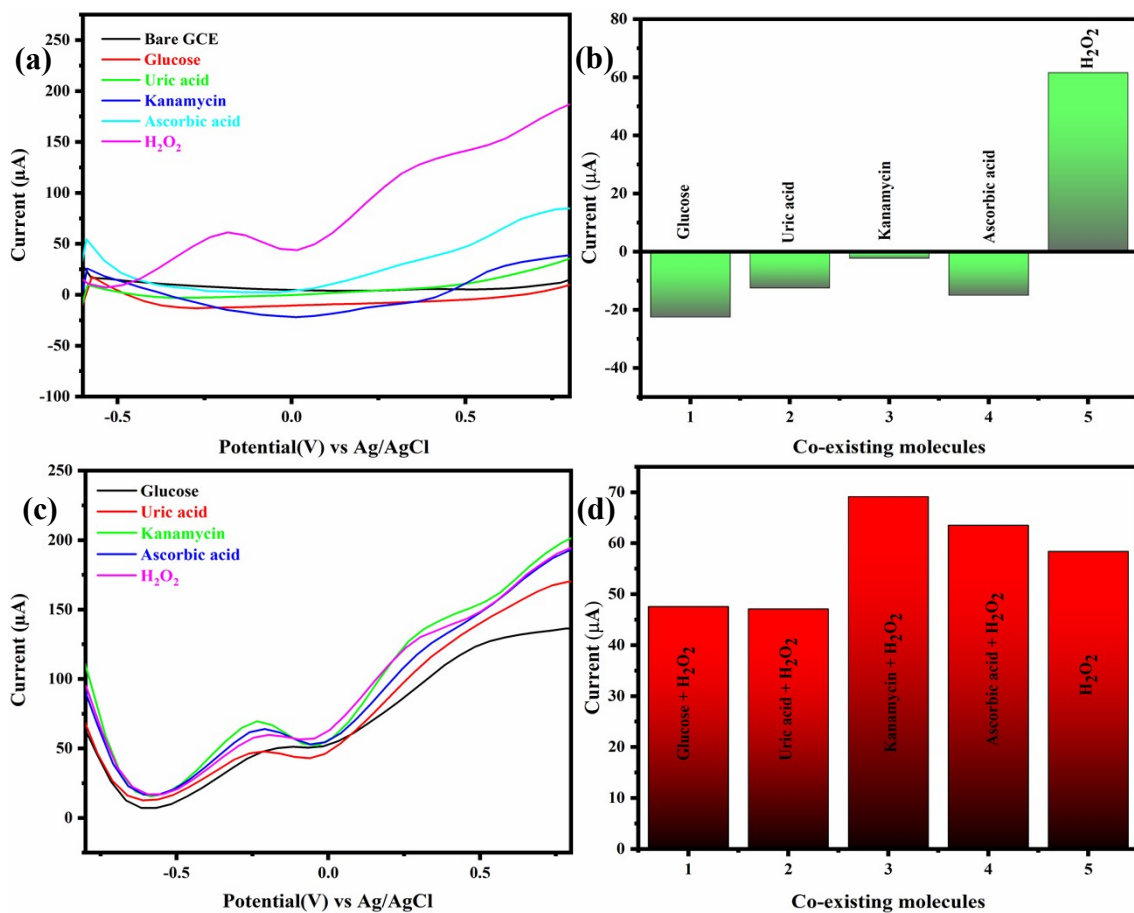 (a)
250
200
150
100
50
0
-50
-100
Current (µA)
Bare GCE
Glucose
Uric acid
Kanamycin
Ascorbic acid
H₂O₂
-0.5
0.0
0.5
Potential(V) vs Ag/AgCl
(b)
80
60
40
20
0
-20
-40
Current (µA)
Glucose
Uric acid
Kanamycin
Ascorbic acid
H₂O₂
1
2
3
4
5
Co-existing molecules
(c)
250
200
150
100
50
0
Current (µA)
Glucose
Uric acid
Kanamycin
Ascorbic acid
H₂O₂
-0.5
0.0
0.5
Potential(V) vs Ag/AgCl
(d)
70
60
50
40
30
20
10
0
Current (µA)
Glucose + H₂O₂
Uric acid + H₂O₂
Kanamycin + H₂O₂
Ascorbic acid + H₂O₂
H₂O₂
1
2
3
4
5
Co-existing molecules